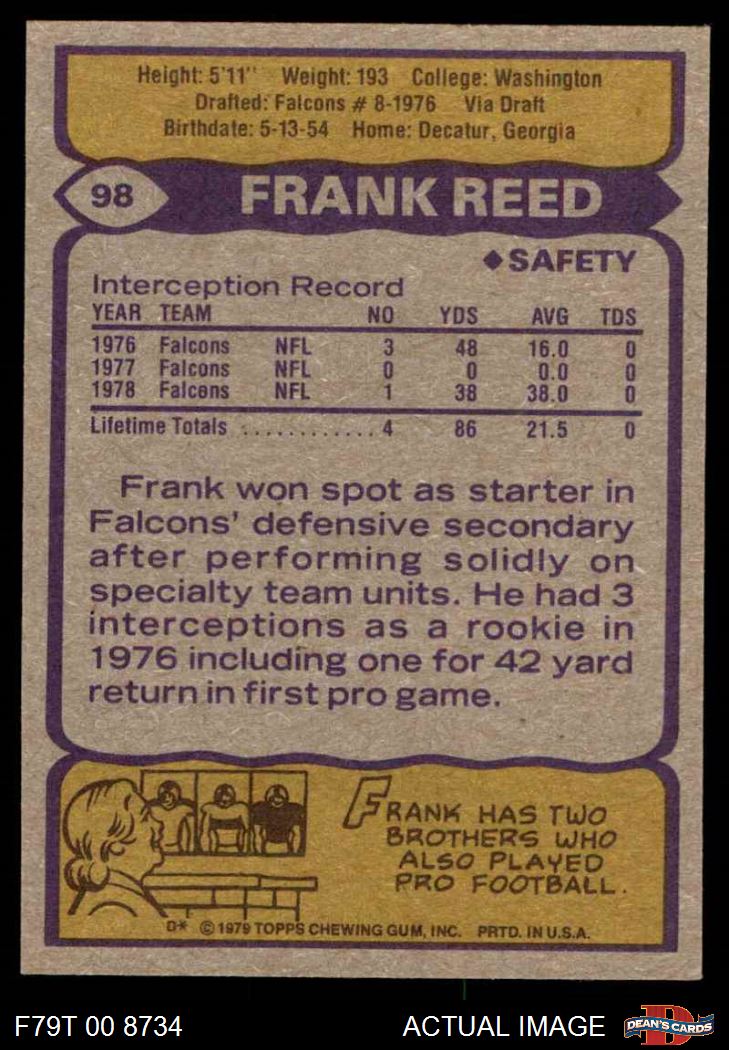 Height: 5'11" Weight: 193 College: Washington
Drafted: Falcons # 8-1976 Via Draft
Birthdate: 5-13-54 Home: Decatur, Georgia
98 FRANK REED
◆SAFETY
Interception Record
YEAR TEAM NO YDS AVG TDS
1976 Falcons NFL 3 48 16.0 0
1977 Falcons NFL 0 0 0.0 0
1978 Falcons NFL 1 38 38.0 0
Lifetime Totals ............ 4 86 21.5 0
Frank won spot as starter in
Falcons' defensive secondary
after performing solidly on
specialty team units. He had 3
interceptions as a rookie in
1976 including one for 42 yard
return in first pro game.
FRANK HAS TWO
BROTHERS WHO
ALSO PLAYED
PRO FOOTBALL.
D* © 1979 TOPPS CHEWING GUM, INC. PRTD. IN U.S.A.
F79T 00 8734 ACTUAL IMAGE D DEAN'S CARDS